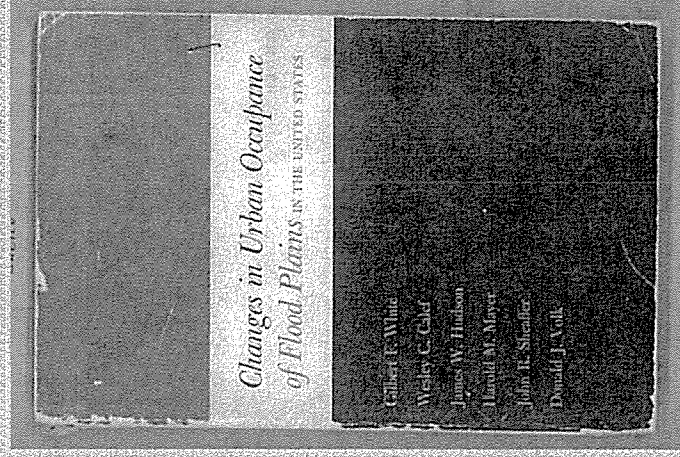 Changes in Urban Occupance
of Flood Plains IN THE UNITED STATES
Gilbert F. White
Wesley C. Calef
James W. Hudson
Harold M. Mayer
John R. Sheaffer
Donald J. Volk